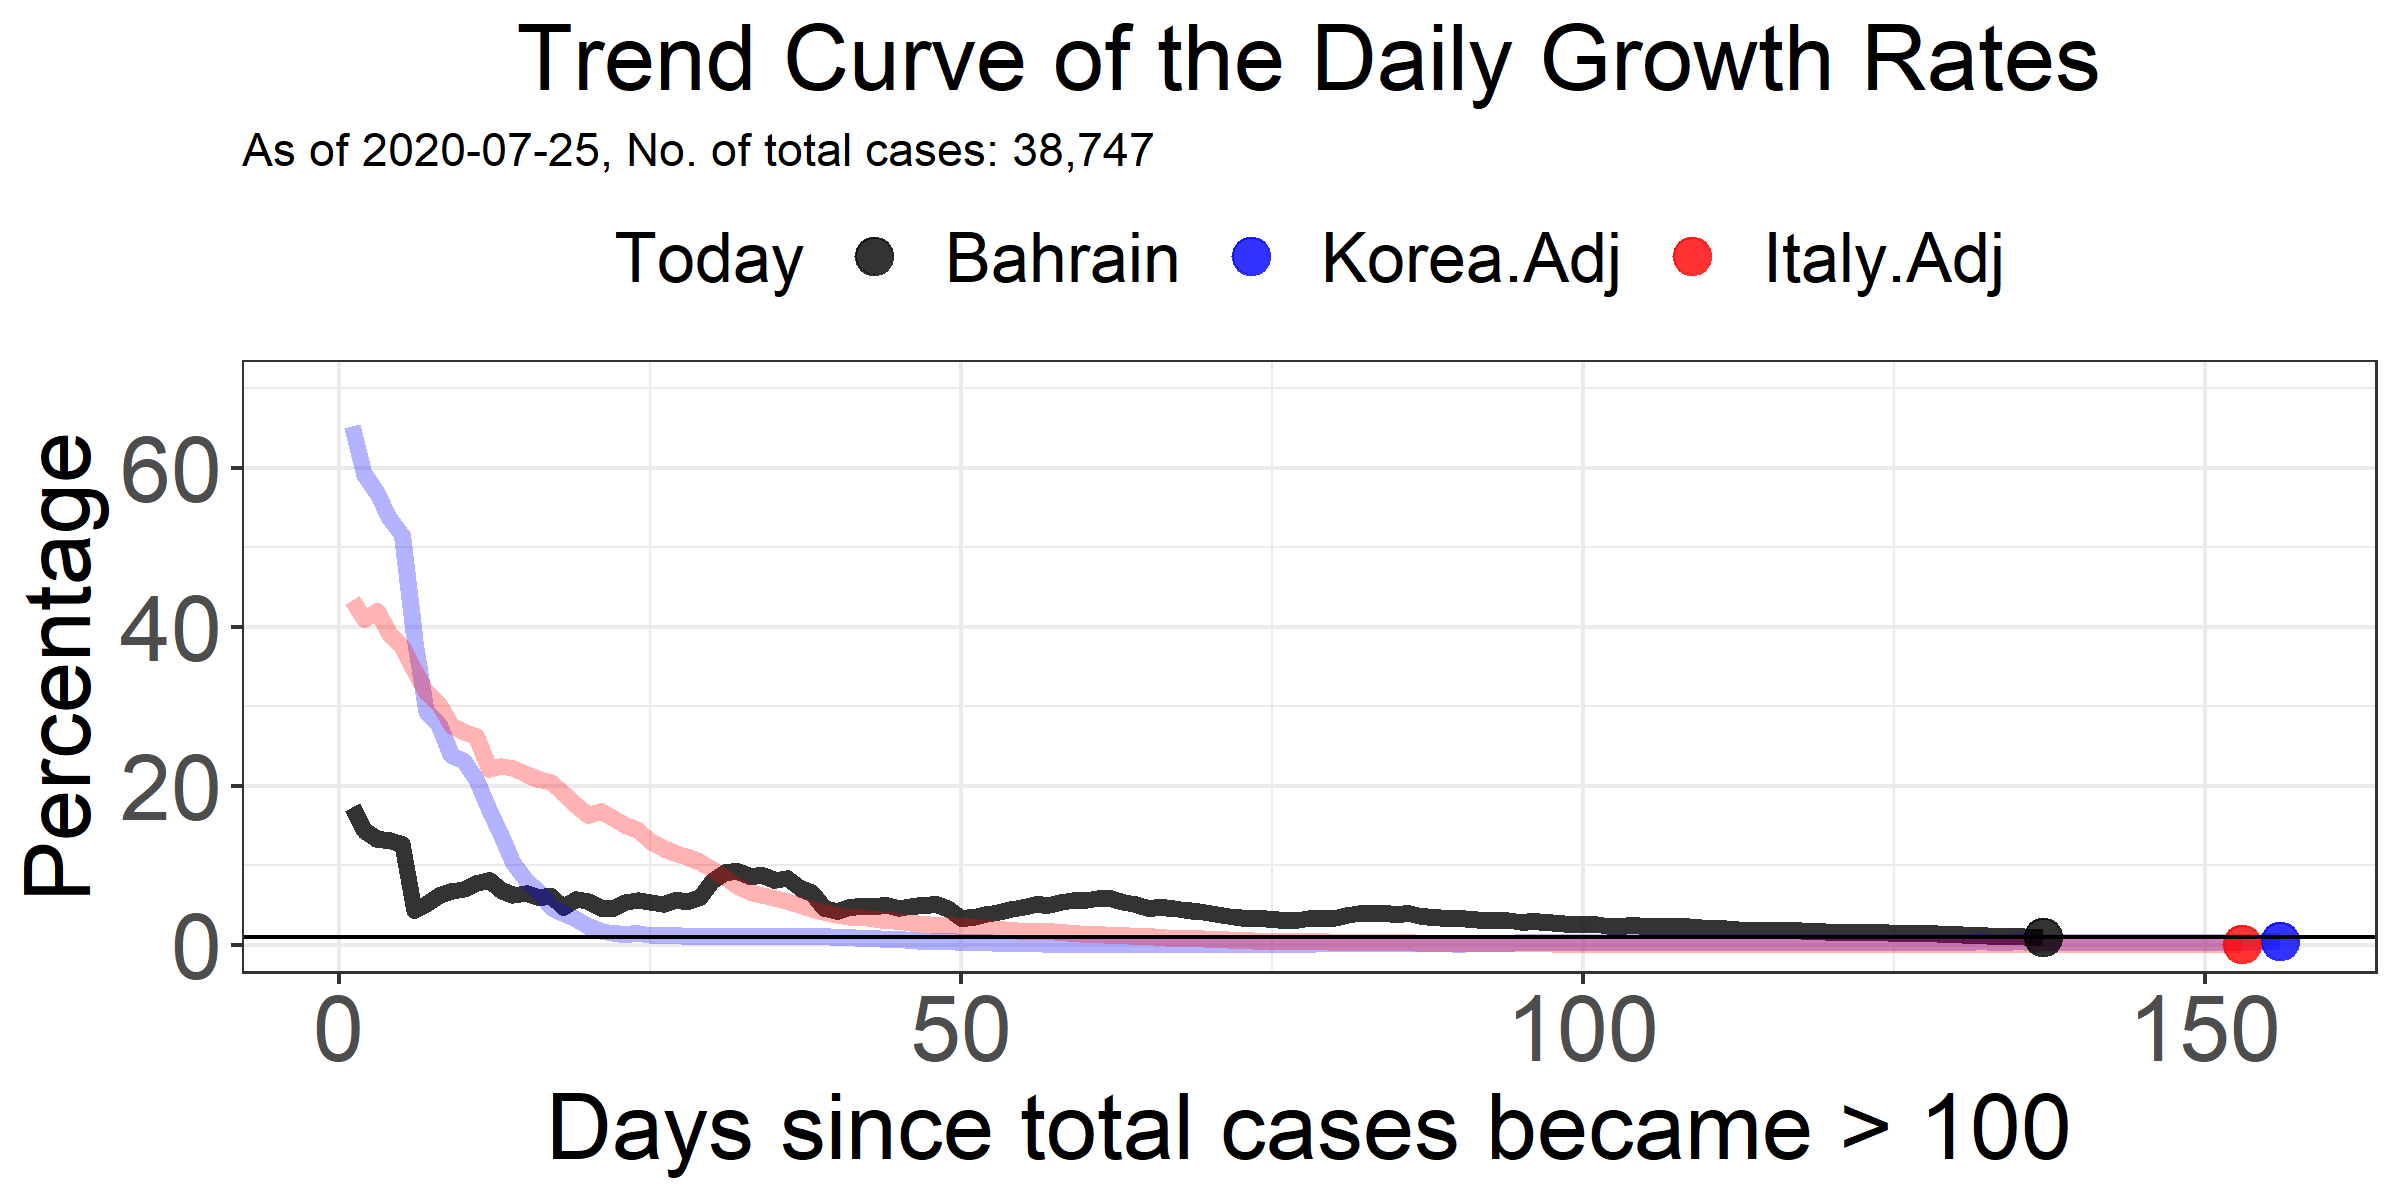 Trend Curve of the Daily Growth Rates
As of 2020-07-25, No. of total cases: 38,747
Today Bahrain Korea.Adj Italy.Adj
Percentage
60
40
20
0
0 50 100 150
Days since total cases became > 100